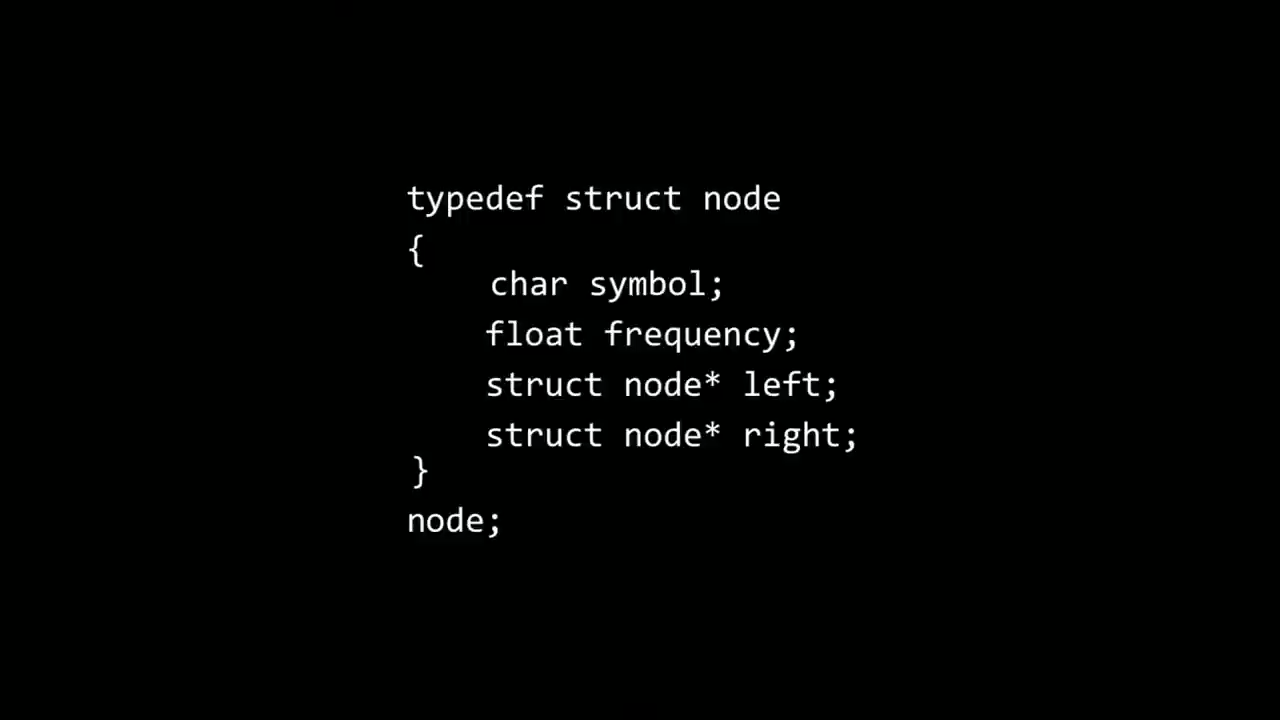 typedef struct node
{
    char symbol;
    float frequency;
    struct node* left;
    struct node* right;
}
node;